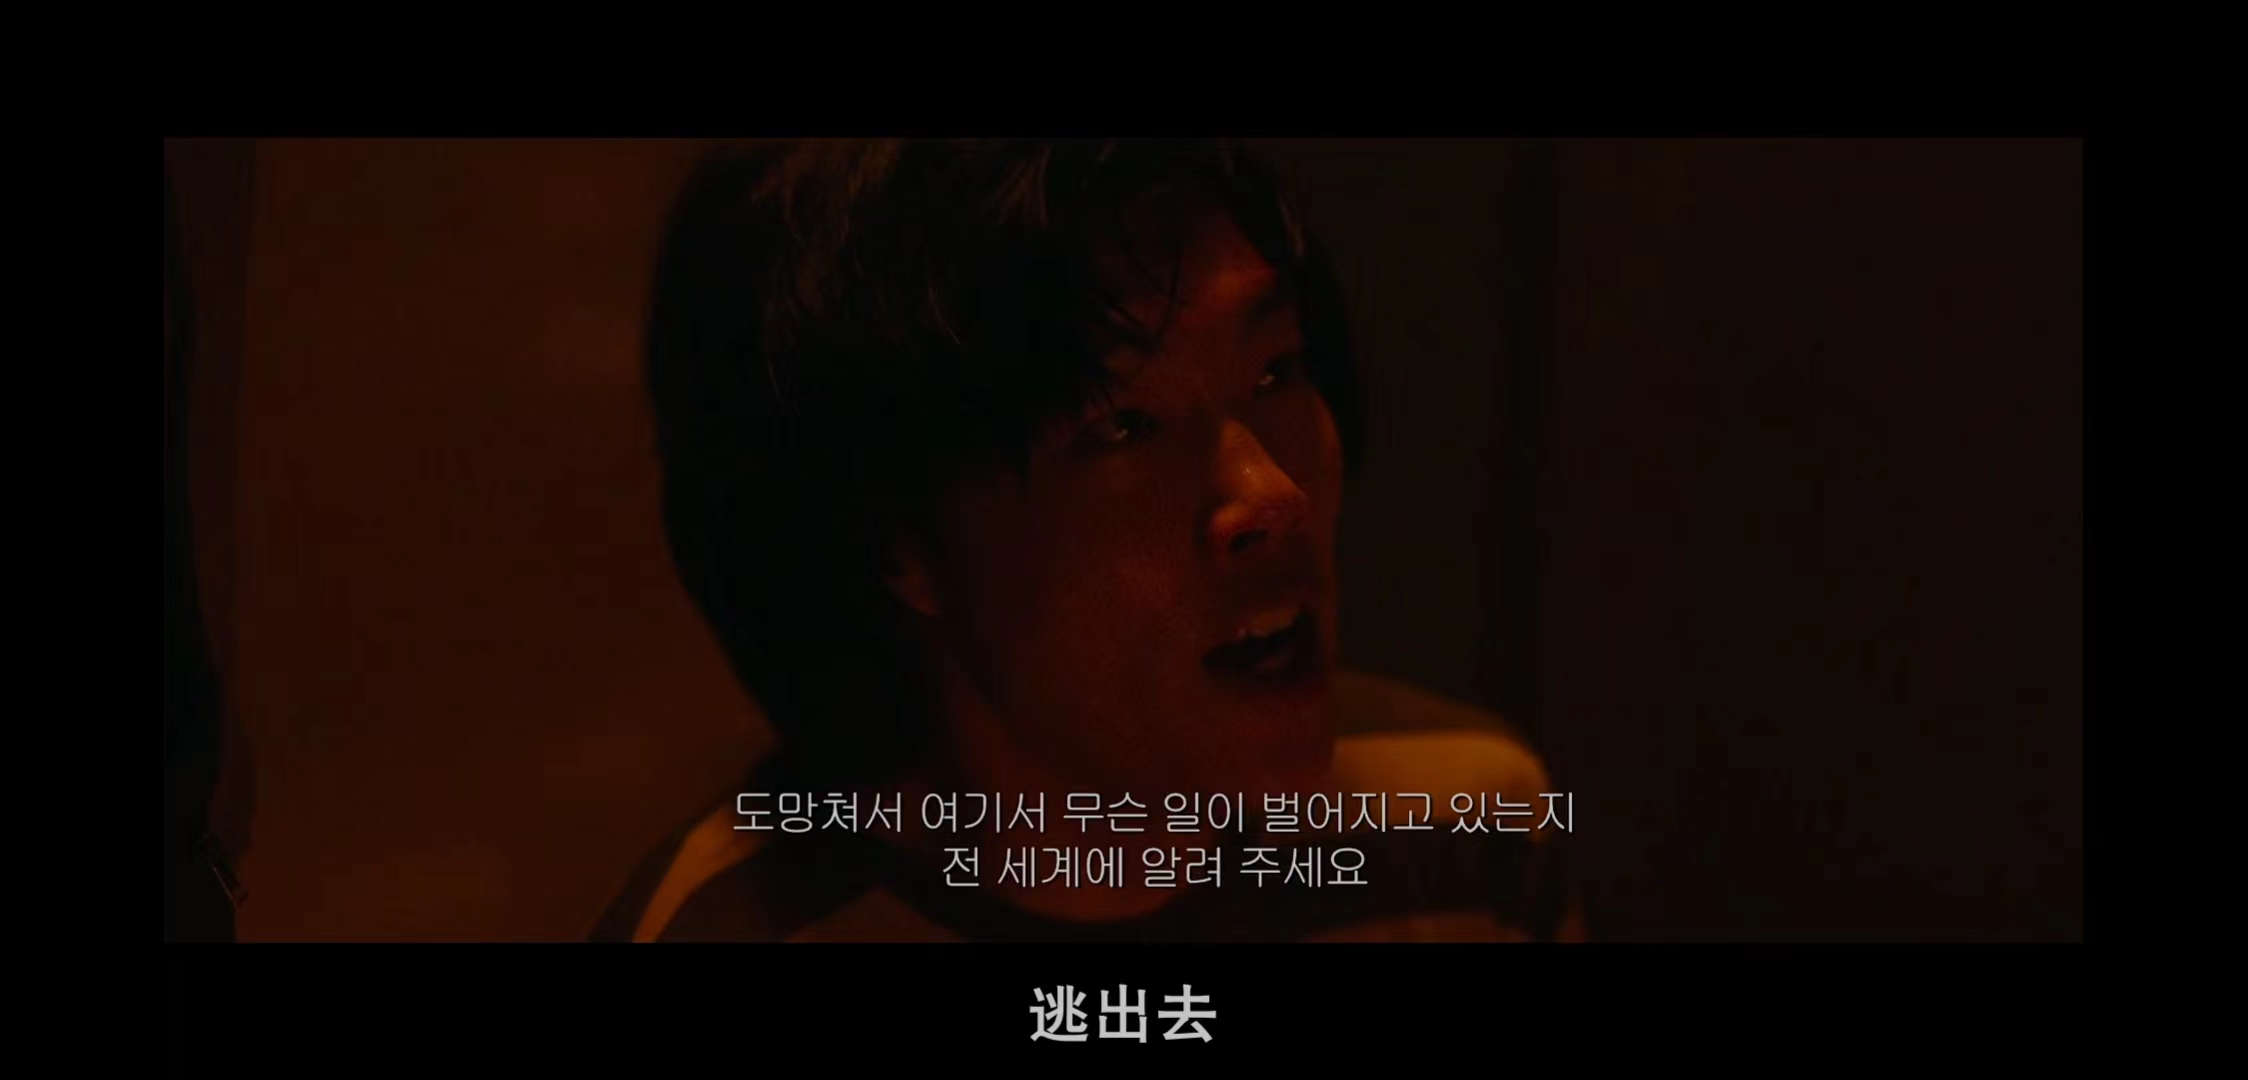 도망쳐서 여기서 무슨 일이 벌어지고 있는지
전 세계에 알려 주세요
逃出去